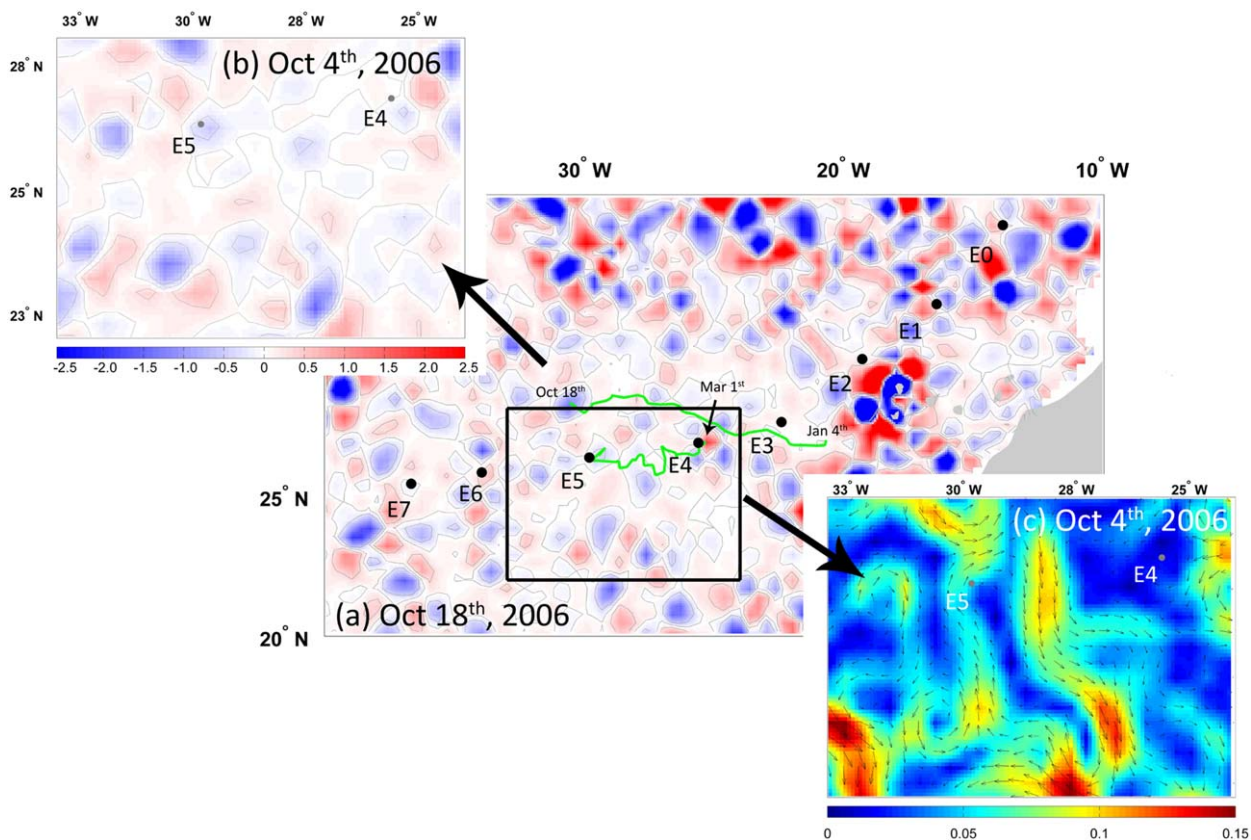 33° W 30° W 28° W 25° W
28° N
(b) Oct 4th, 2006
E4
E5
25° N
23° N
-2.5 -2.0 -1.5 -1.0 -0.5 0 0.5 1.0 1.5 2.0 2.5
30° W 20° W 10° W
E0
E1
E2
Oct 18th
Mar 1st
Jan 4th
E3
E4
E5
E6
E7
25° N
(a) Oct 18th, 2006
20° N
33° W 30° W 28° W 25° W
(c) Oct 4th, 2006
E4
E5
0 0.05 0.1 0.15